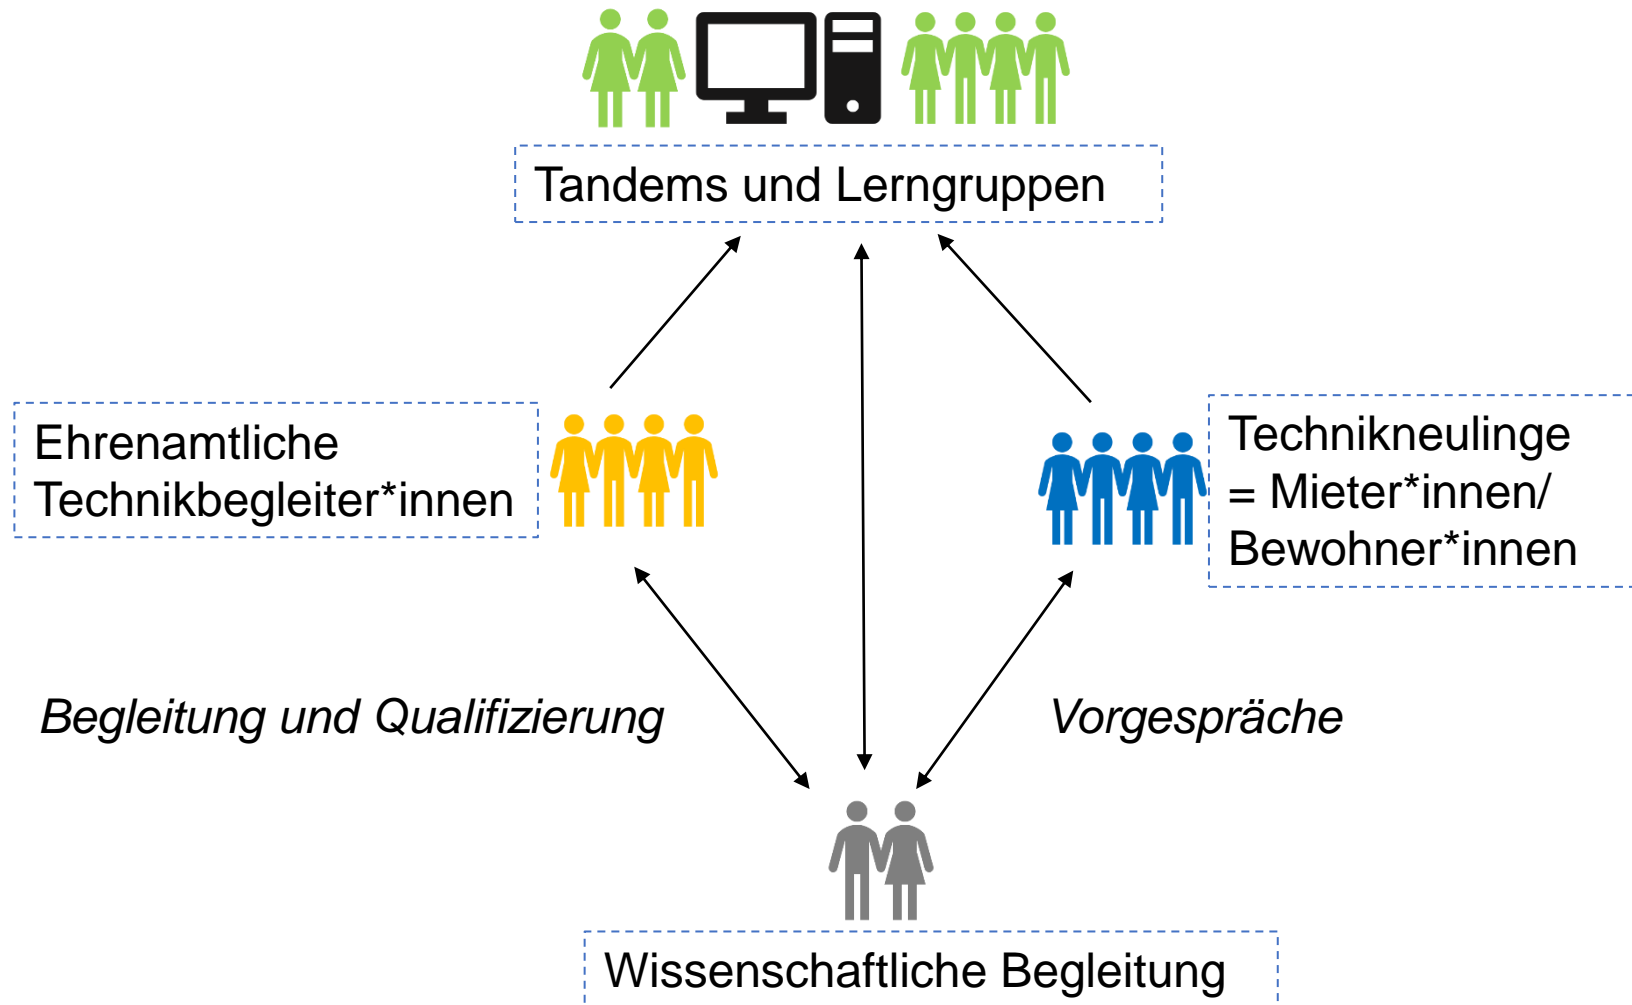 Tandems und Lerngruppen
Ehrenamtliche
Technikbegleiter*innen
Technikneulinge
= Mieter*innen/
Bewohner*innen
Begleitung und Qualifizierung
Vorgespräche
Wissenschaftliche Begleitung